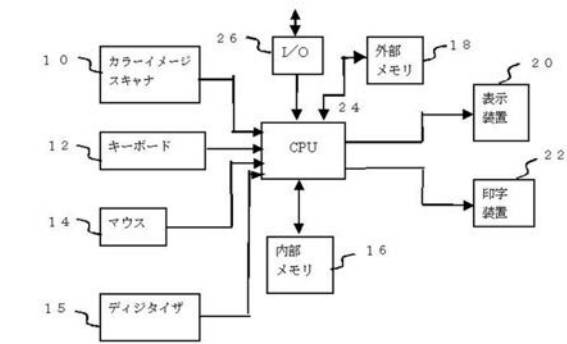 10
カラーイメージ
スキャナ
26
I/O
外部
メモリ
18
20
表示
装置
24
12
キーボード
CPU
22
印字
装置
14
マウス
内部
メモリ
16
15
ディジタイザ